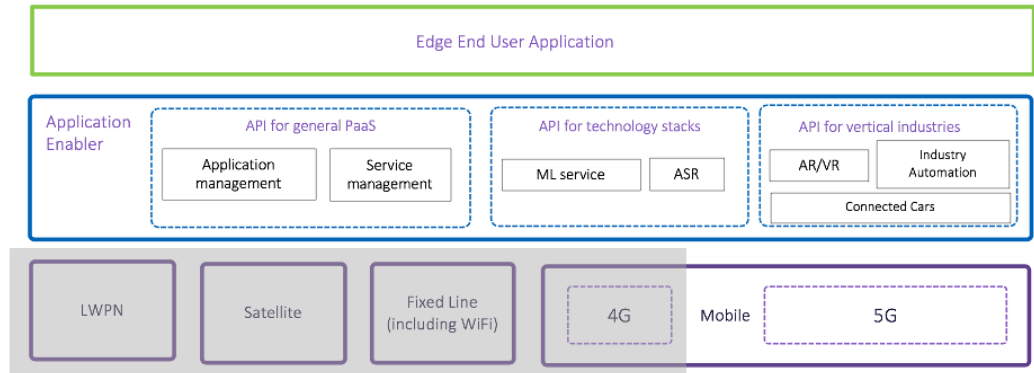 Edge End User Application
Application
Enabler
API for general PaaS
Application
management
Service
management
API for technology stacks
ML service
ASR
API for vertical industries
AR/VR
Industry
Automation
Connected Cars
LWPN
Satellite
Fixed Line
(including WiFi)
4G
Mobile
5G